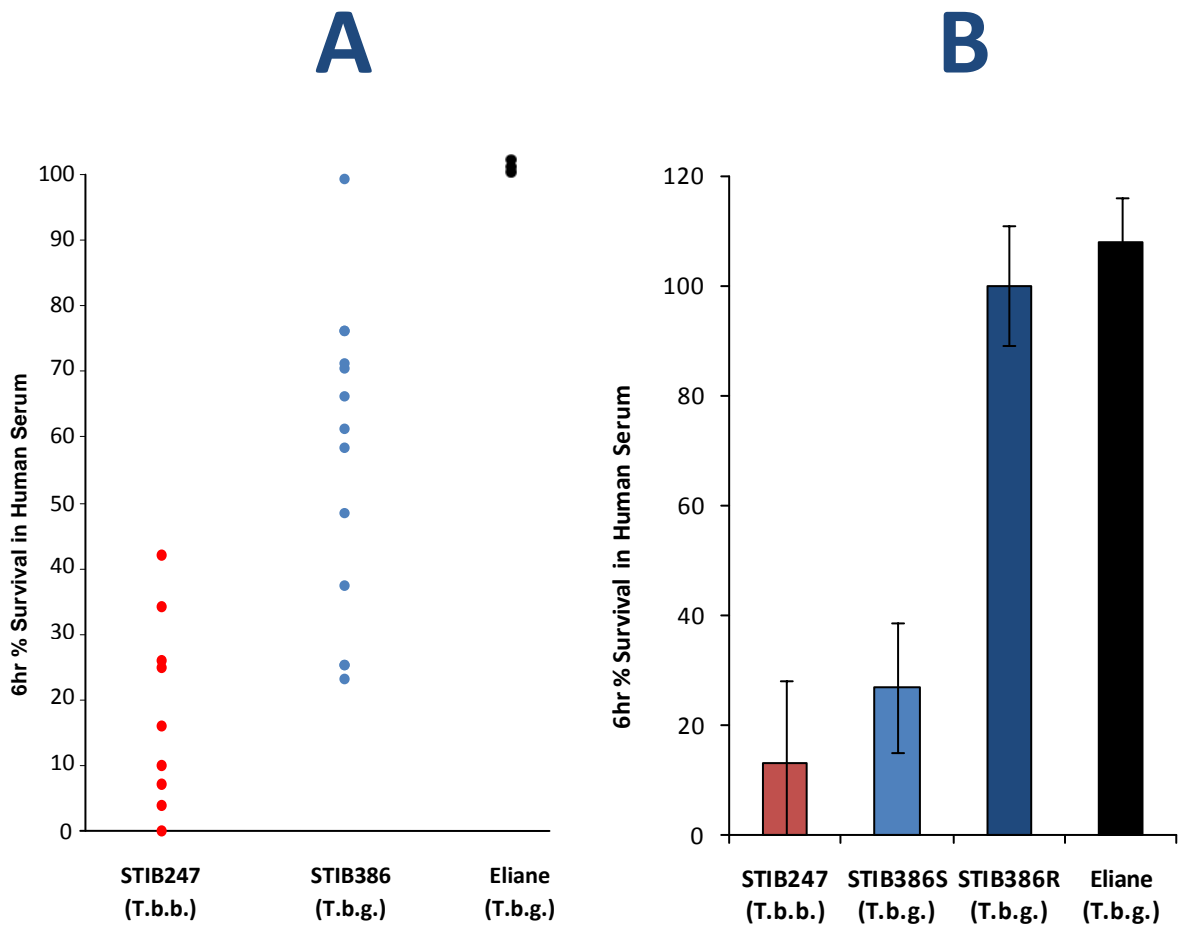 A
6hr % Survival in Human Serum
100
90
80
70
60
50
40
30
20
10
0
STIB247
(T.b.b.)
STIB386
(T.b.g.)
Eliane
(T.b.g.)
B
6hr % Survival in Human Serum
120
100
80
60
40
20
0
STIB247
(T.b.b.)
STIB386S
(T.b.g.)
STIB386R
(T.b.g.)
Eliane
(T.b.g.)